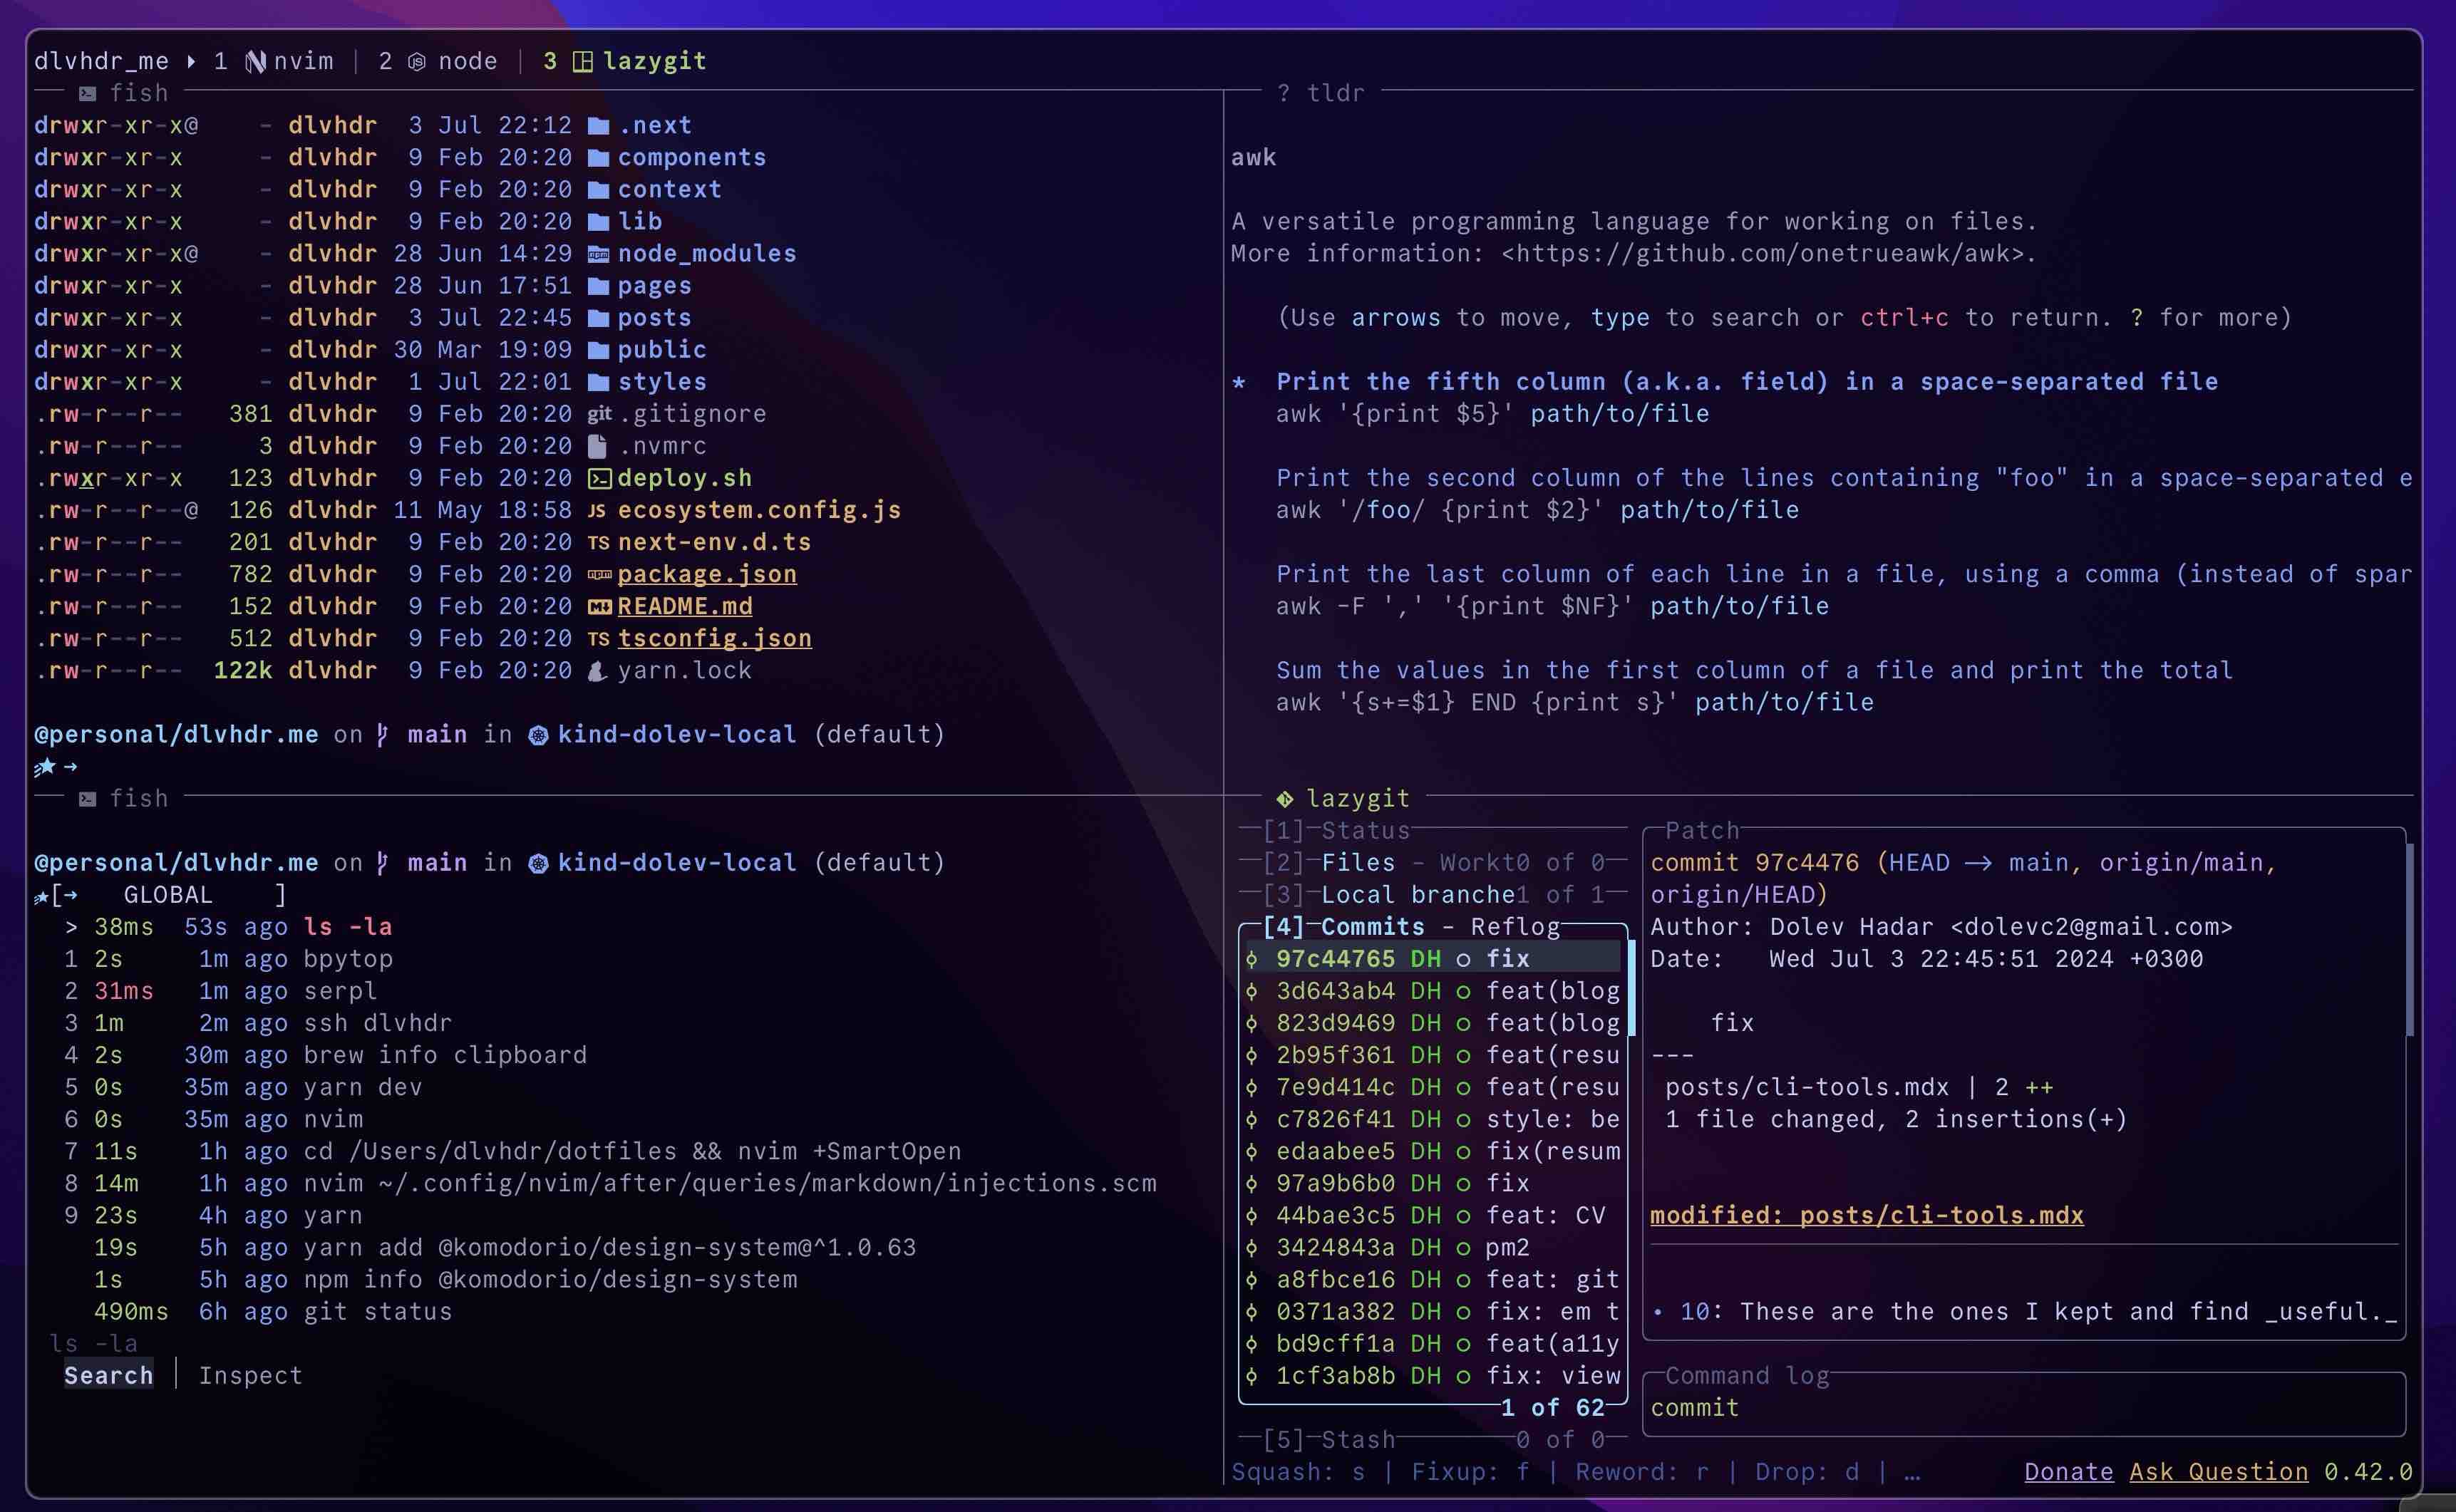 dlvhdr_me ▸ 1 nvim | 2 node | 3 lazygit
fish
drwxr-xr-x@ - dlvhdr 3 Jul 22:12 .next
drwxr-xr-x - dlvhdr 9 Feb 20:20 components
drwxr-xr-x - dlvhdr 9 Feb 20:20 context
drwxr-xr-x - dlvhdr 9 Feb 20:20 lib
drwxr-xr-x@ - dlvhdr 28 Jun 14:29 node_modules
drwxr-xr-x - dlvhdr 28 Jun 17:51 pages
drwxr-xr-x - dlvhdr 3 Jul 22:45 posts
drwxr-xr-x - dlvhdr 30 Mar 19:09 public
drwxr-xr-x - dlvhdr 1 Jul 22:01 styles
.rw-r--r-- 381 dlvhdr 9 Feb 20:20 git .gitignore
.rw-r--r-- 3 dlvhdr 9 Feb 20:20 .nvmrc
.rwxr-xr-x 123 dlvhdr 9 Feb 20:20 deploy.sh
.rw-r--r--@ 126 dlvhdr 11 May 18:58 JS ecosystem.config.js
.rw-r--r-- 201 dlvhdr 9 Feb 20:20 TS next-env.d.ts
.rw-r--r-- 782 dlvhdr 9 Feb 20:20 npm package.json
.rw-r--r-- 152 dlvhdr 9 Feb 20:20 README.md
.rw-r--r-- 512 dlvhdr 9 Feb 20:20 TS tsconfig.json
.rw-r--r-- 122k dlvhdr 9 Feb 20:20 yarn.lock
@personal/dlvhdr.me on main in kind-dolev-local (default)
→
? tldr
awk
A versatile programming language for working on files.
More information: <https://github.com/onetrueawk/awk>.
(Use arrows to move, type to search or ctrl+c to return. ? for more)
* Print the fifth column (a.k.a. field) in a space-separated file
awk '{print $5}' path/to/file
Print the second column of the lines containing "foo" in a space-separated e
awk '/foo/ {print $2}' path/to/file
Print the last column of each line in a file, using a comma (instead of spar
awk -F ',' '{print $NF}' path/to/file
Sum the values in the first column of a file and print the total
awk '{s+=$1} END {print s}' path/to/file
fish
@personal/dlvhdr.me on main in kind-dolev-local (default)
[→ GLOBAL ]
> 38ms 53s ago ls -la
1 2s 1m ago bpytop
2 31ms 1m ago serpl
3 1m 2m ago ssh dlvhdr
4 2s 30m ago brew info clipboard
5 0s 35m ago yarn dev
6 0s 35m ago nvim
7 11s 1h ago cd /Users/dlvhdr/dotfiles && nvim +SmartOpen
8 14m 1h ago nvim ~/.config/nvim/after/queries/markdown/injections.scm
9 23s 4h ago yarn
19s 5h ago yarn add @komodorio/design-system@^1.0.63
1s 5h ago npm info @komodorio/design-system
490ms 6h ago git status
ls -la
Search | Inspect
lazygit
[1] Status
[2] Files - Workt0 of 0
[3] Local branche1 of 1
[4] Commits - Reflog
97c44765 DH ○ fix
3d643ab4 DH ○ feat(blog
823d9469 DH ○ feat(blog
2b95f361 DH ○ feat(resu
7e9d414c DH ○ feat(resu
c7826f41 DH ○ style: be
edaabee5 DH ○ fix(resum
97a9b6b0 DH ○ fix
44bae3c5 DH ○ feat: CV
3424843a DH ○ pm2
a8fbce16 DH ○ feat: git
0371a382 DH ○ fix: em t
bd9cff1a DH ○ feat(a11y
1cf3ab8b DH ○ fix: view
1 of 62
[5] Stash 0 of 0
Patch
commit 97c4476 (HEAD → main, origin/main,
origin/HEAD)
Author: Dolev Hadar <dolevc2@gmail.com>
Date: Wed Jul 3 22:45:51 2024 +0300
fix
---
posts/cli-tools.mdx | 2 ++
1 file changed, 2 insertions(+)
modified: posts/cli-tools.mdx
• 10: These are the ones I kept and find _useful._
Command log
commit
Squash: s | Fixup: f | Reword: r | Drop: d | … Donate Ask Question 0.42.0